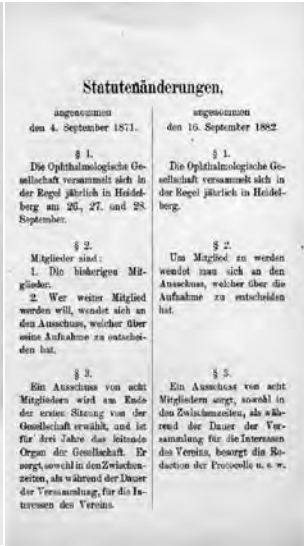 Statutenänderungen,
angenommen
den 4. September 1871.
§ 1.
Die Ophthalmologische Ge-
sellschaft versammelt sich in
der Regel jährlich in Heidel-
berg am 26., 27. und 28.
September.
§ 2.
Mitglieder sind:
1. Die bisherigen Mit-
glieder.
2. Wer weiter Mitglied
werden will, wendet sich an
den Ausschuss, welcher über
seine Aufnahme zu entschei-
den hat.
§ 3.
Ein Ausschuss von acht
Mitgliedern wird am Ende
der ersten Sitzung von der
Gesellschaft erwählt, und ist
für drei Jahre das leitende
Organ der Gesellschaft. Er
sorgt, sowohl in den Zwischen-
zeiten, als während der Dauer
der Versammlung, für die In-
teressen des Vereins.
angenommen
den 16. September 1882.
§ 1.
Die Ophthalmologische Ge-
sellschaft versammelt sich in
der Regel jährlich in Heidel-
berg.
§ 2.
Um Mitglied zu werden
wendet man sich an den
Ausschuss, welcher über die
Aufnahme zu entscheiden
hat.
§ 3.
Ein Ausschuss von acht
Mitgliedern sorgt, sowohl in
den Zwischenzeiten, als wäh-
rend der Dauer der Ver-
sammlung für die Interessen
des Vereins, besorgt die Re-
daction der Protocolle u. s. w.